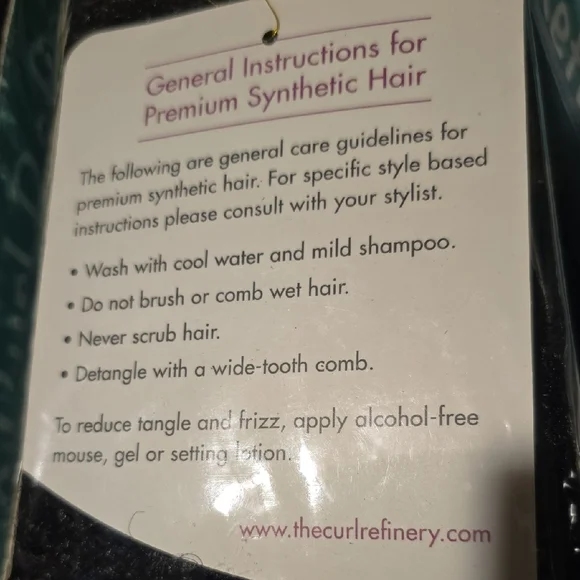 General Instructions for
Premium Synthetic Hair
The following are general care guidelines for
premium synthetic hair. For specific style based
instructions please consult with your stylist.
• Wash with cool water and mild shampoo.
• Do not brush or comb wet hair.
• Never scrub hair.
• Detangle with a wide-tooth comb.
To reduce tangle and frizz, apply alcohol-free
mouse, gel or setting lotion.
www.thecurlrefinery.com